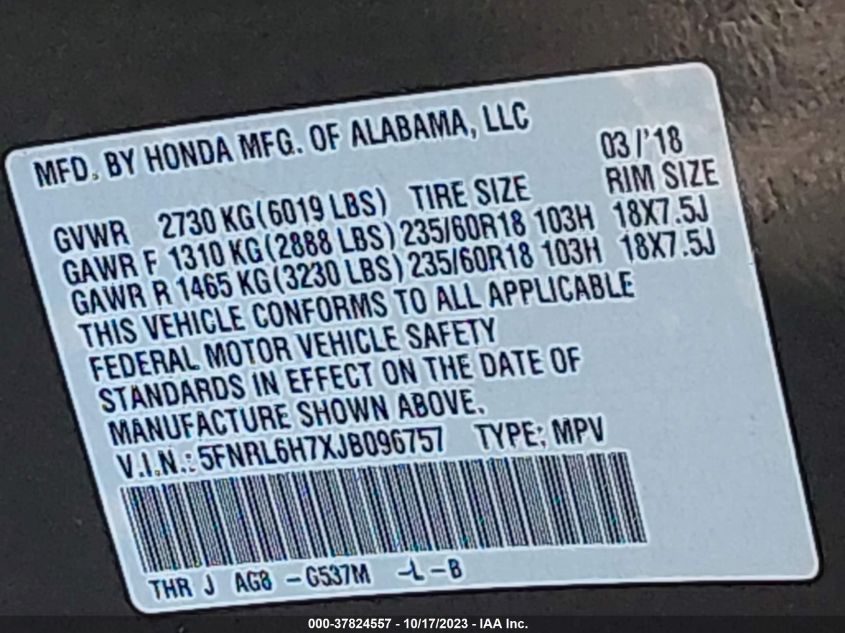 MFD. BY HONDA MFG. OF ALABAMA, LLC 03/'18
GVWR 2730 KG(6019 LBS) TIRE SIZE RIM SIZE
GAWR F 1310 KG(2888 LBS) 235/60R18 103H 18X7.5J
GAWR R 1465 KG(3230 LBS) 235/60R18 103H 18X7.5J
THIS VEHICLE CONFORMS TO ALL APPLICABLE
FEDERAL MOTOR VEHICLE SAFETY
STANDARDS IN EFFECT ON THE DATE OF
MANUFACTURE SHOWN ABOVE.
V.I.N.: 5FNRL6H7XJB096757 TYPE: MPV
THR J AG8 -G537M -L-B
000-37824557 - 10/17/2023 - IAA Inc.